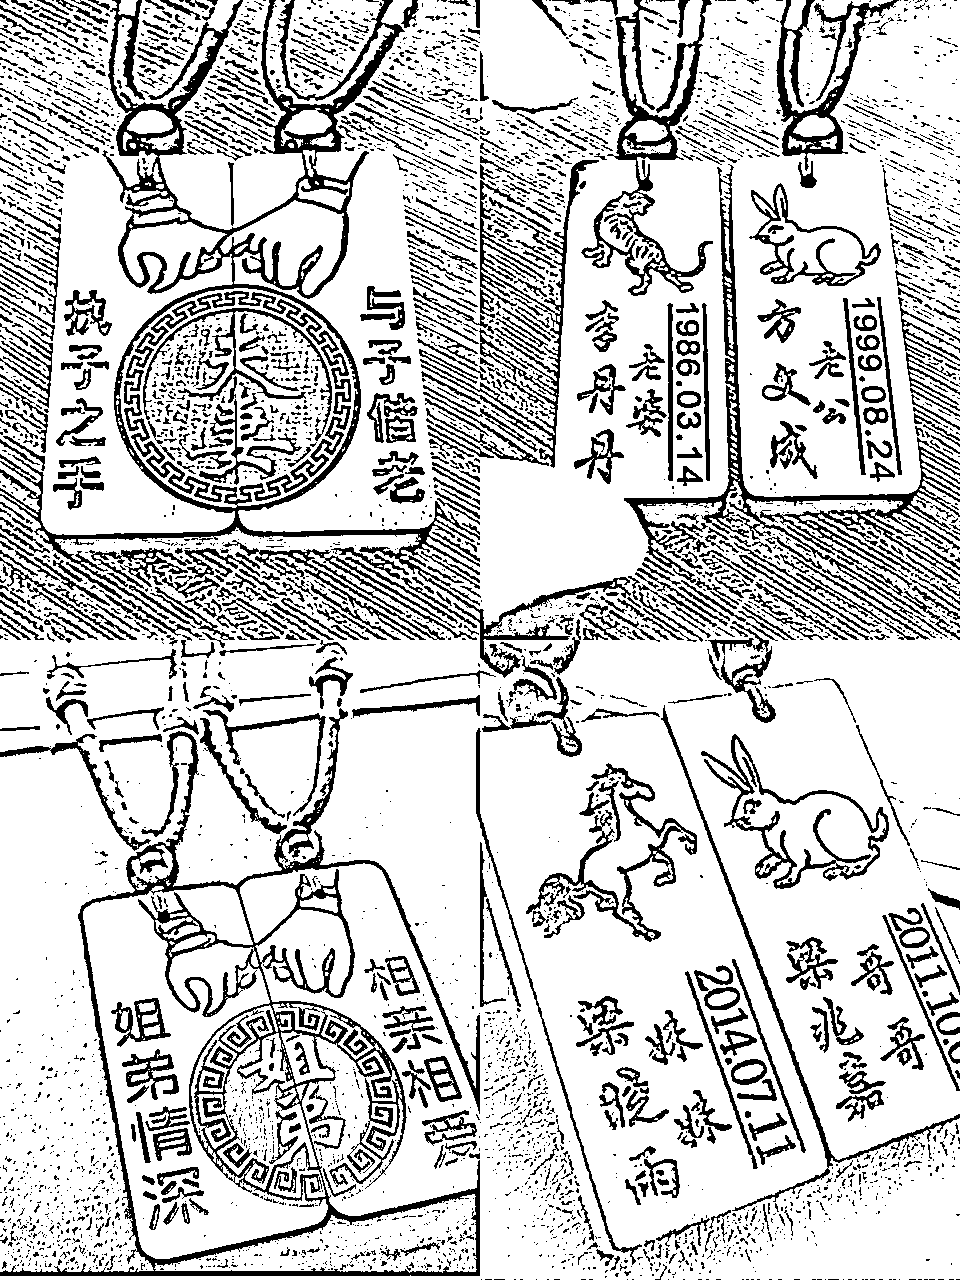 执子之手
夫妻
与子偕老
李丹丹
老婆
1986.03.14
方文成
老公
1999.08.24
姐弟情深
姐弟
相亲相爱
梁晓雨
妹妹
2014.07.11
梁兆嘉
哥哥
2011.10.0